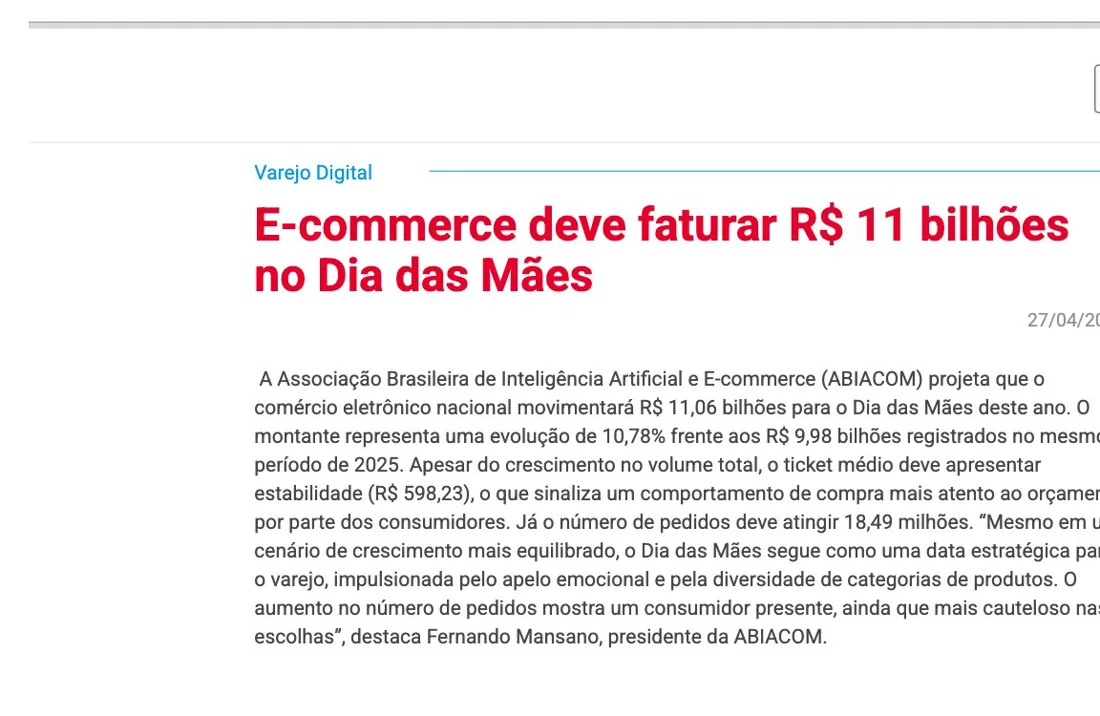 Varejo Digital
E-commerce deve faturar R$ 11 bilhões
no Dia das Mães
27/04/20
A Associação Brasileira de Inteligência Artificial e E-commerce (ABIACOM) projeta que o
comércio eletrônico nacional movimentará R$ 11,06 bilhões para o Dia das Mães deste ano. O
montante representa uma evolução de 10,78% frente aos R$ 9,98 bilhões registrados no
período de 2025. Apesar do crescimento no volume total, o ticket médio deve apresentar
estabilidade (R$ 598,23), o que sinaliza um comportamento de compra mais atento ao
por parte dos consumidores. Já o número de pedidos deve atingir 18,49 milhões. “Mesmo em
cenário de crescimento mais equilibrado, o Dia das Mães segue como uma data estratégica
o varejo, impulsionada pelo apelo emocional e pela diversidade de categorias de produtos. O
aumento no número de pedidos mostra um consumidor presente, ainda que mais cauteloso
escolhas”, destaca Fernando Mansano, presidente da ABIACOM.